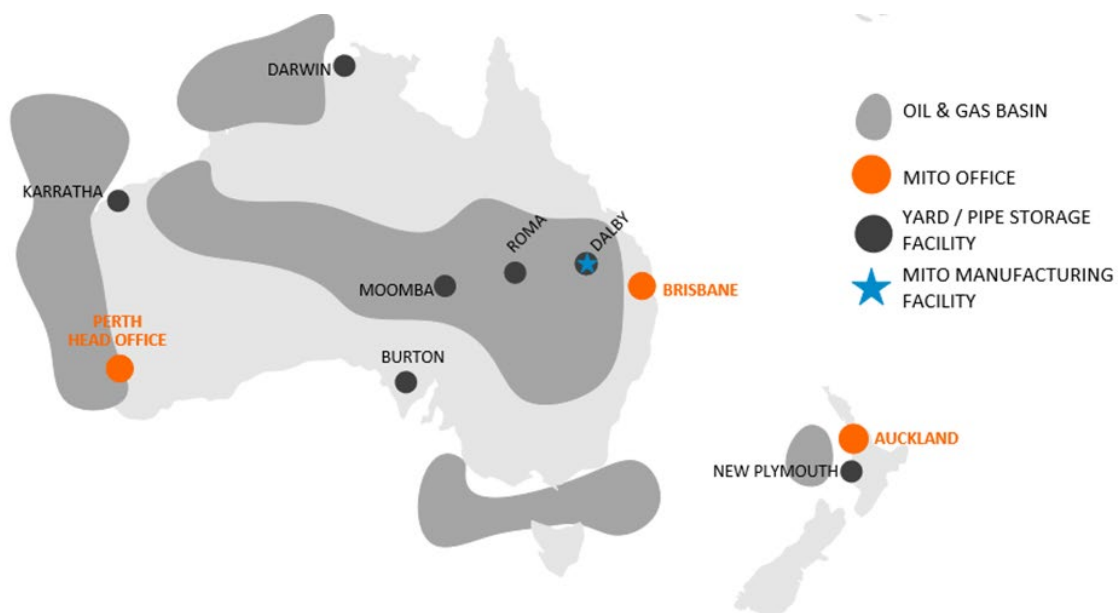 DARWIN
OIL & GAS BASIN
KARRATHA
MITO OFFICE
YARD / PIPE STORAGE
FACILITY
ROMA
DALBY
MOOMBA
BRISBANE
MITO MANUFACTURING
FACILITY
PERTH
HEAD OFFICE
BURTON
AUCKLAND
NEW PLYMOUTH